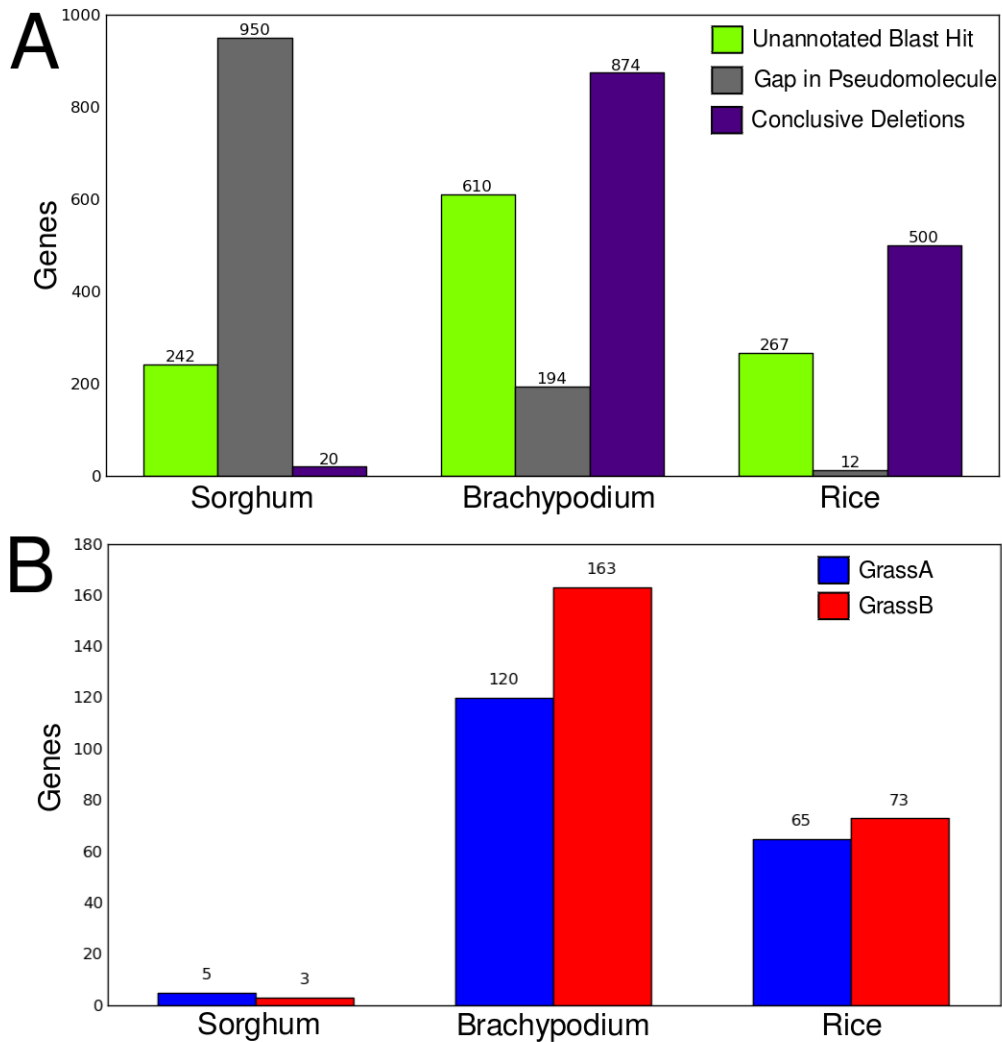 A
1000
800
600
400
200
0
Genes
950
242
20
610
194
874
267
12
500
Unannotated Blast Hit
Gap in Pseudomolecule
Conclusive Deletions
Sorghum
Brachypodium
Rice
B
180
160
140
120
100
80
60
40
20
0
Genes
5
3
120
163
65
73
GrassA
GrassB
Sorghum
Brachypodium
Rice